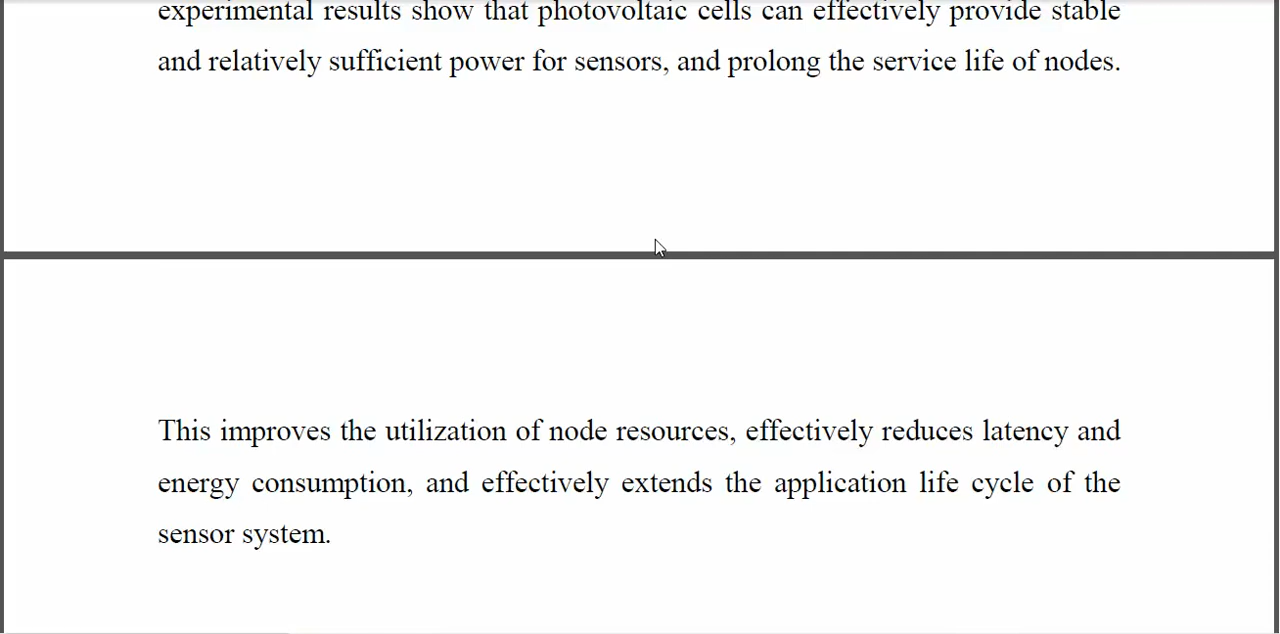 experimental results show that photovoltaic cells can effectively provide stable
and relatively sufficient power for sensors, and prolong the service life of nodes.
This improves the utilization of node resources, effectively reduces latency and
energy consumption, and effectively extends the application life cycle of the
sensor system.